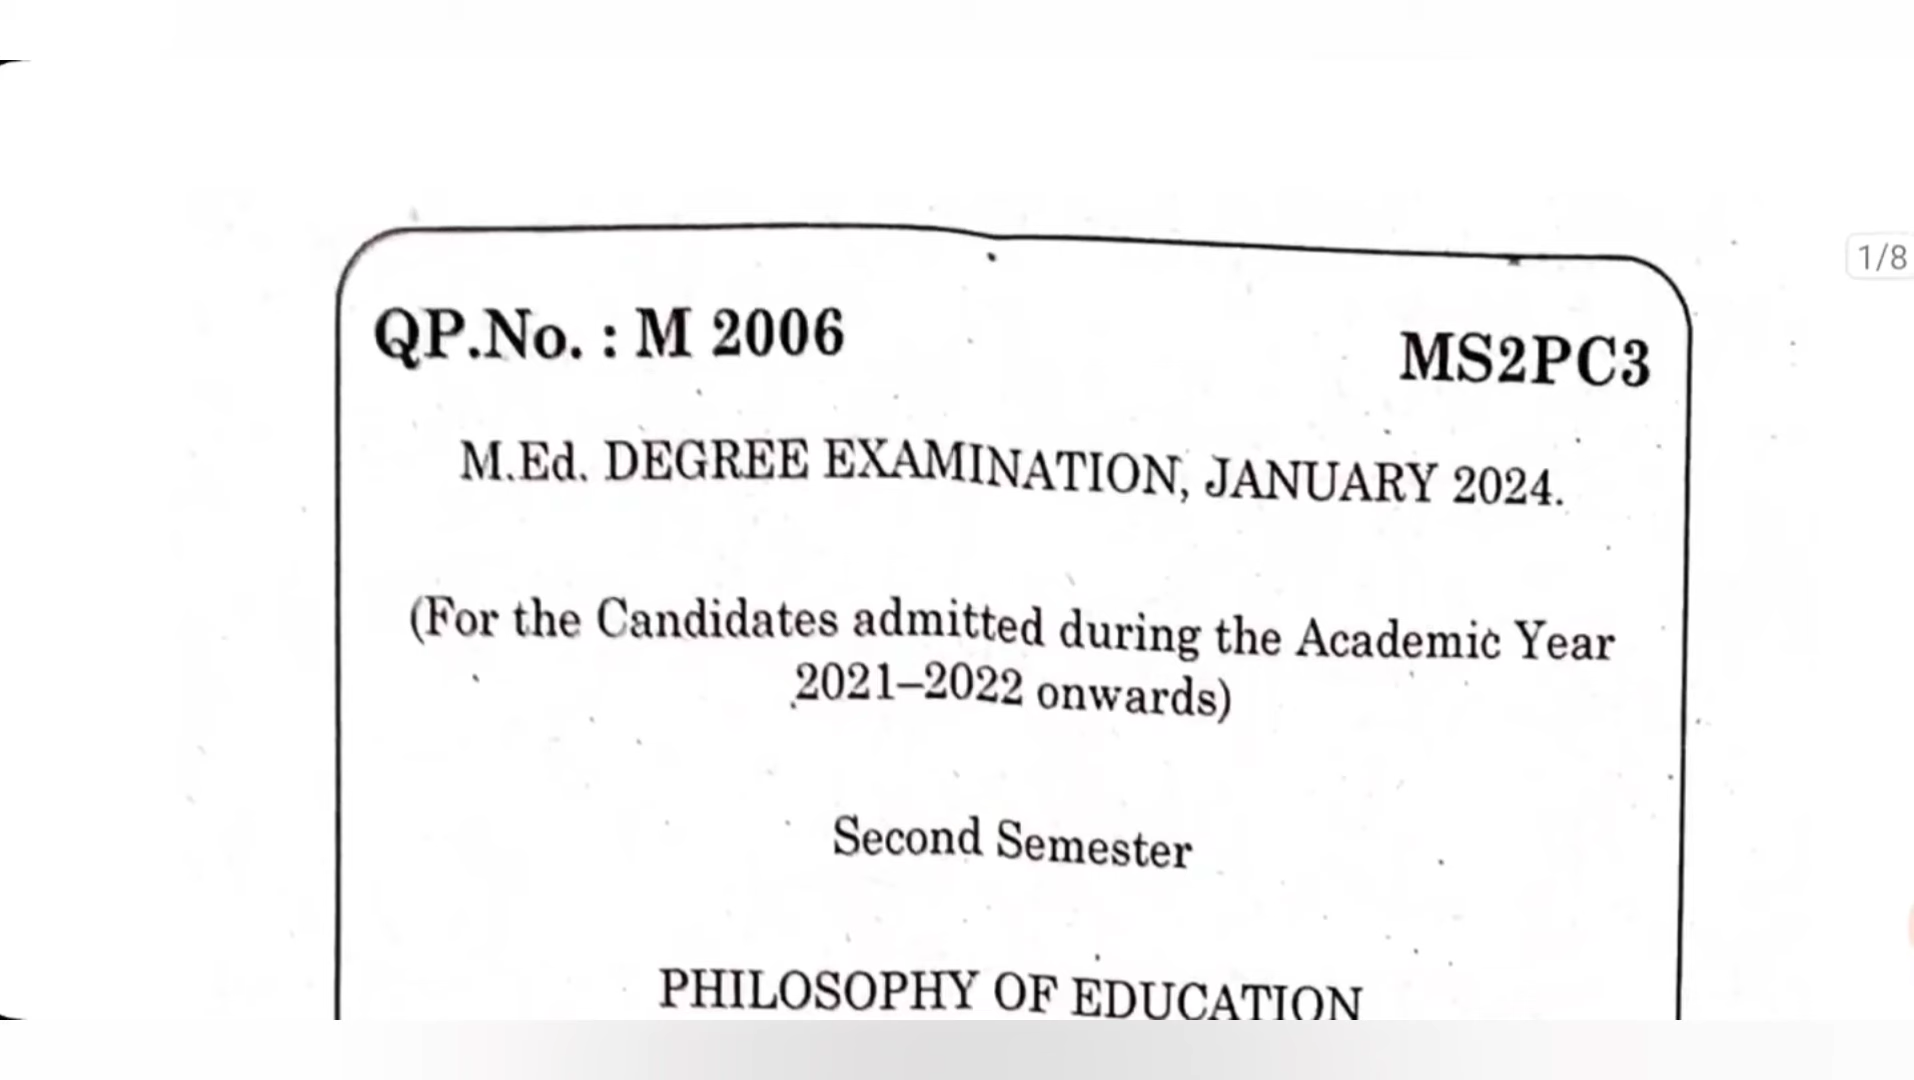 1/8
QP.No. : M 2006
MS2PC3
M.Ed. DEGREE EXAMINATION, JANUARY 2024.
(For the Candidates admitted during the Academic Year
2021–2022 onwards)
Second Semester
PHILOSOPHY OF EDUCATION